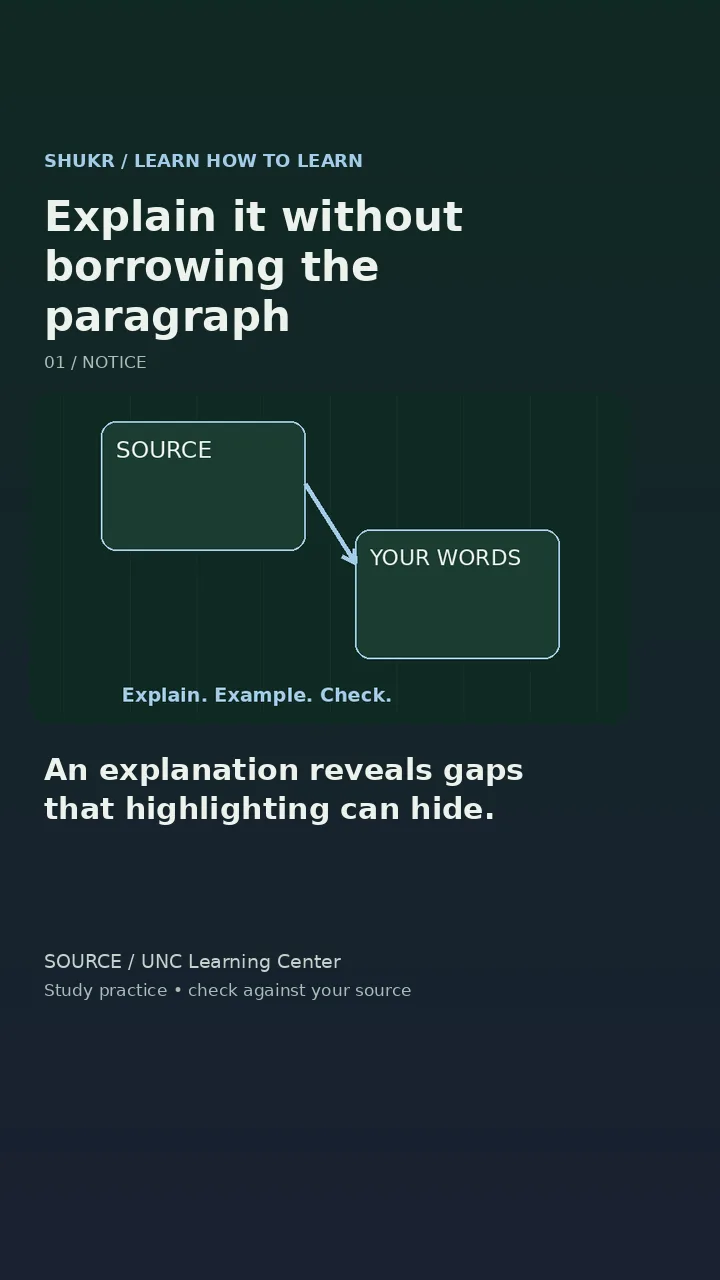 SHUKR / LEARN HOW TO LEARN
Explain it without
borrowing the
paragraph
01 / NOTICE
SOURCE
YOUR WORDS
Explain. Example. Check.
An explanation reveals gaps
that highlighting can hide.
SOURCE / UNC Learning Center
Study practice • check against your source